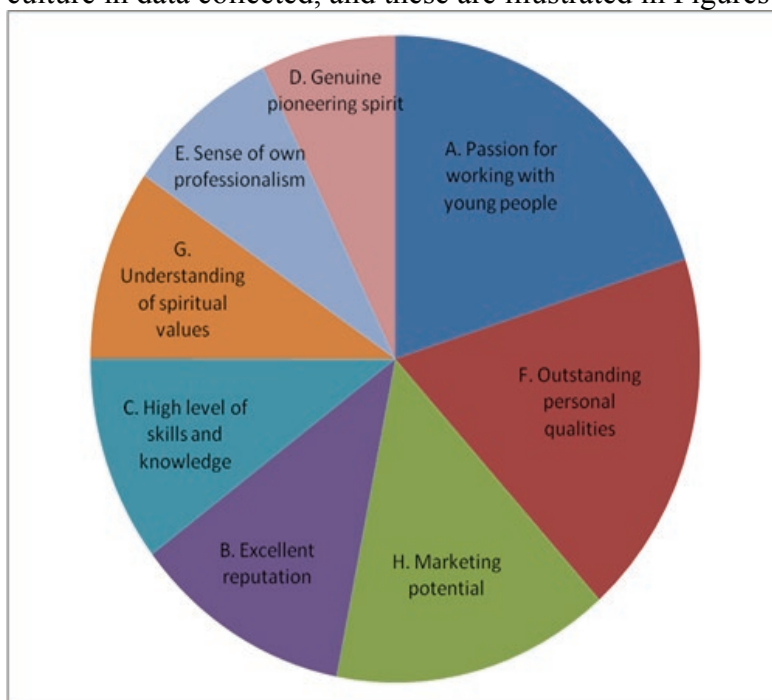 culture in data collected, and these are illustrated in Figures
D. Genuine
pioneering spirit
A. Passion for
working with
young people
E. Sense of own
professionalism
G.
Understanding
of spiritual
values
F. Outstanding
personal
qualities
C. High level of
skills and
knowledge
B. Excellent
reputation
H. Marketing
potential